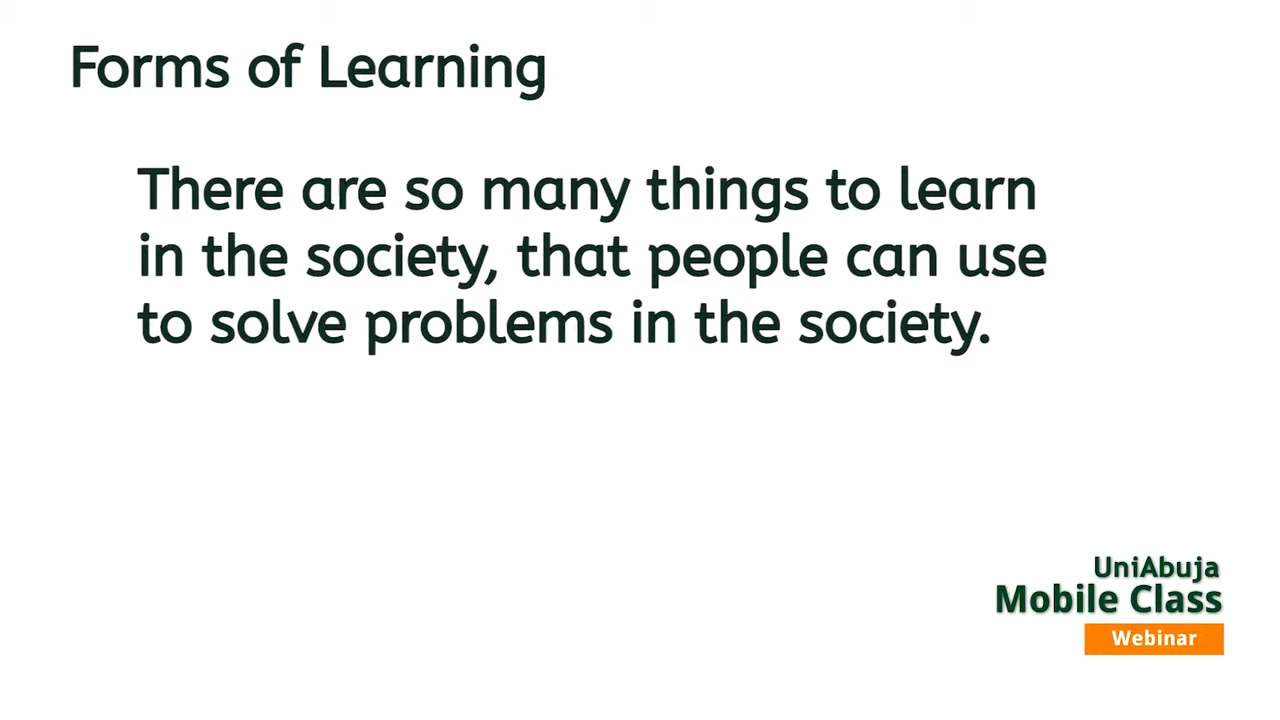 Forms of Learning
There are so many things to learn
in the society, that people can use
to solve problems in the society.
UniAbuja
Mobile Class
Webinar